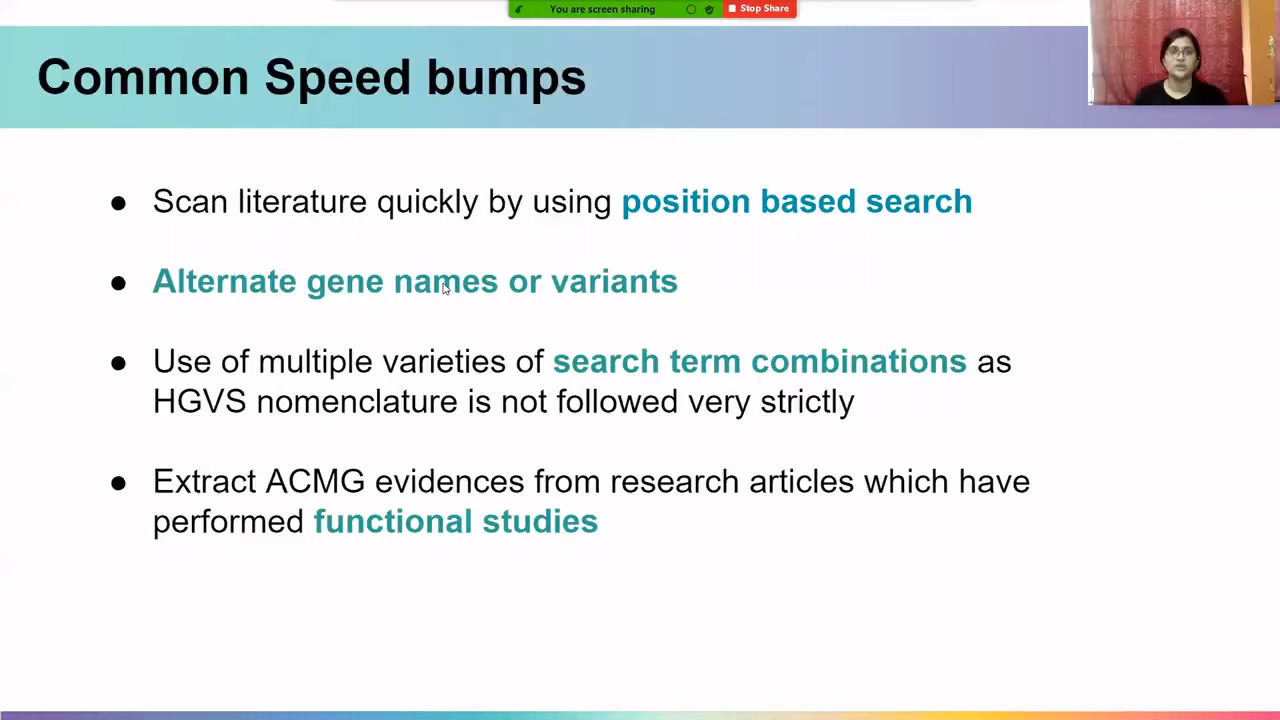 You are screen sharing
Stop Share
Common Speed bumps
● Scan literature quickly by using position based search
● Alternate gene names or variants
● Use of multiple varieties of search term combinations as
HGVS nomenclature is not followed very strictly
● Extract ACMG evidences from research articles which have
performed functional studies